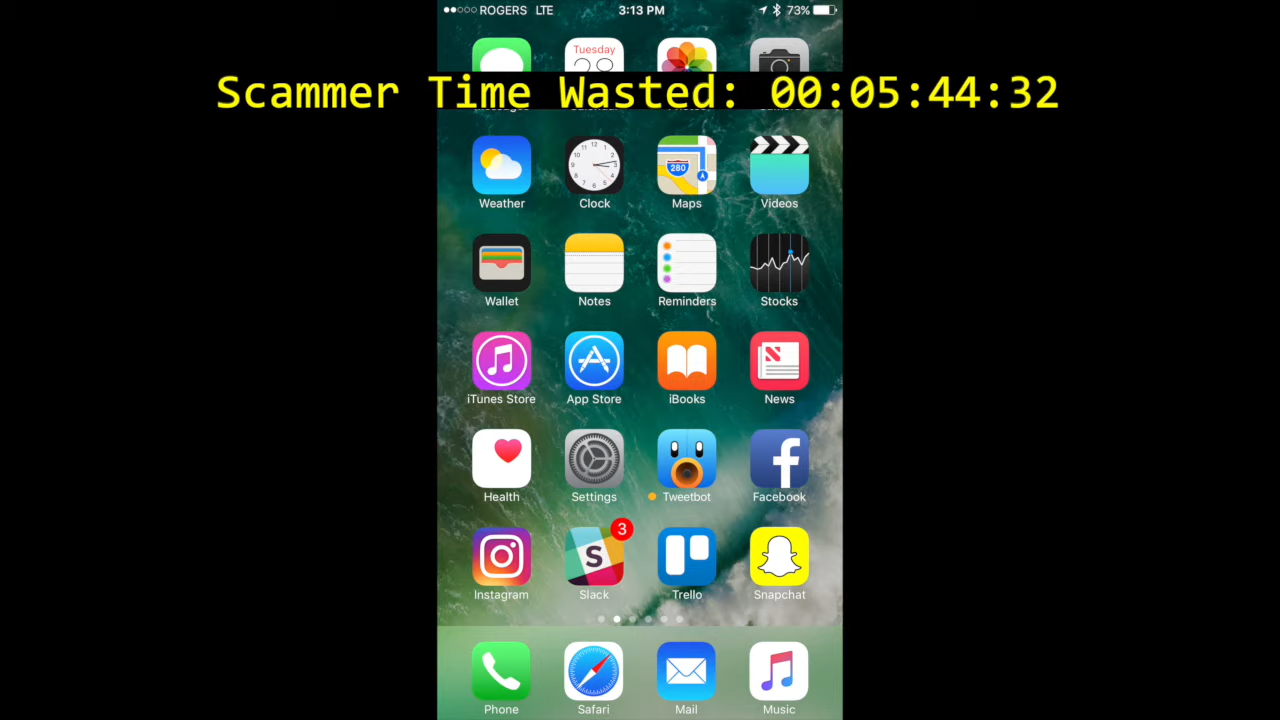 ROGERS LTE 3:13 PM 73%
Tuesday
Scammer Time Wasted: 00:05:44:32
12
Weather Clock Maps Videos
280
Wallet Notes Reminders Stocks
iTunes Store App Store iBooks News
Health Settings Tweetbot Facebook
3
S
Instagram Slack Trello Snapchat
Phone Safari Mail Music